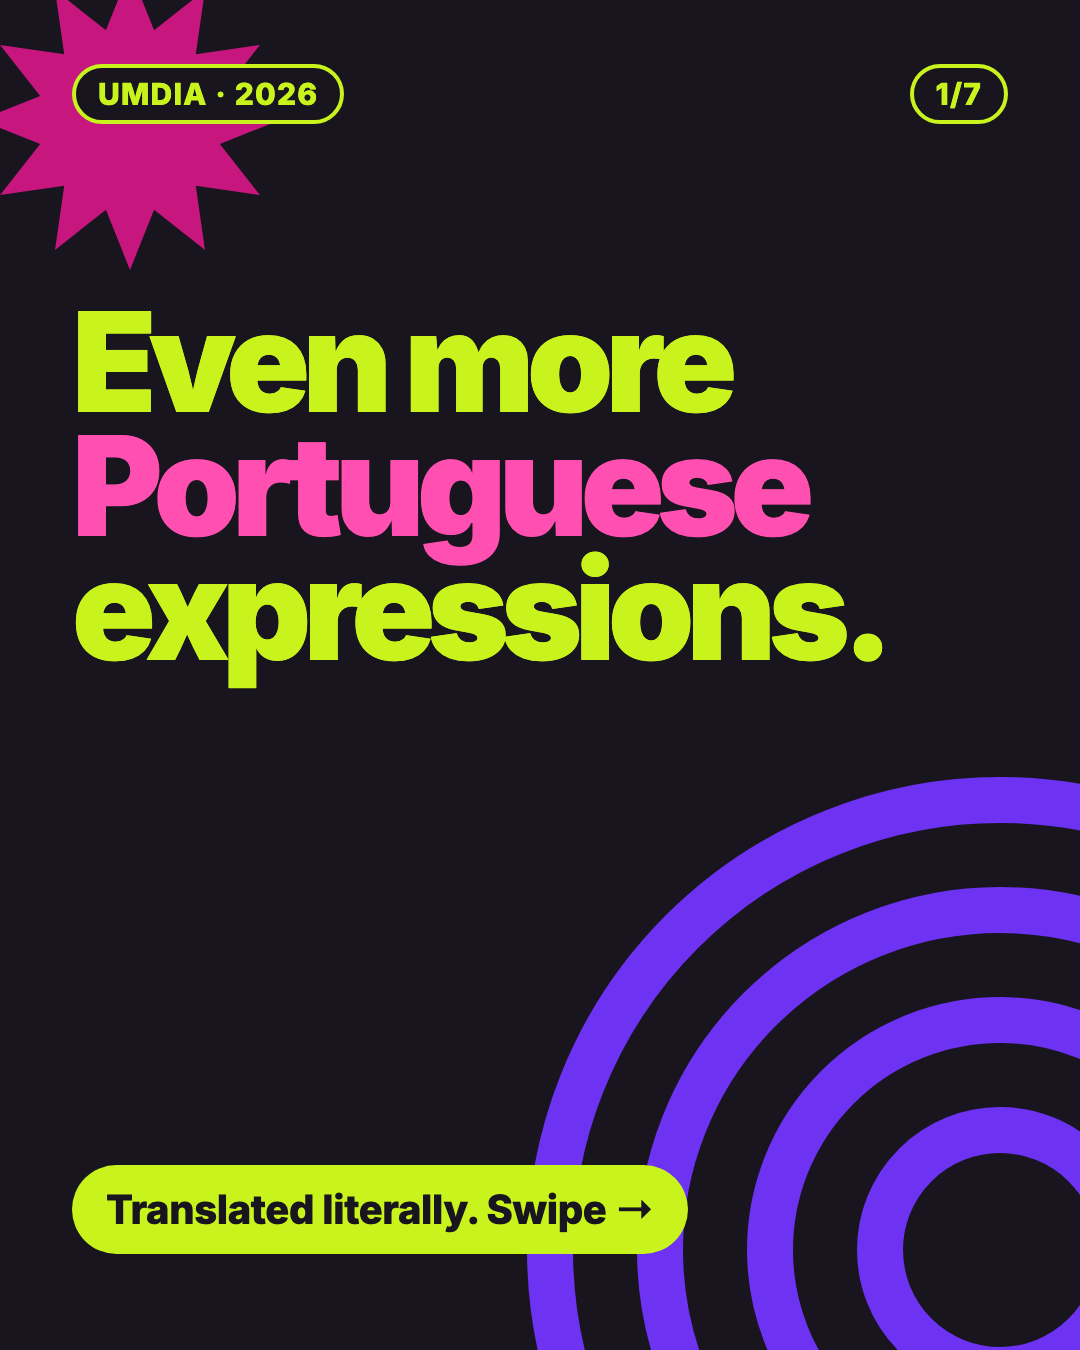 UMDIA · 2026
1/7
Even more
Portuguese
expressions.
Translated literally. Swipe →